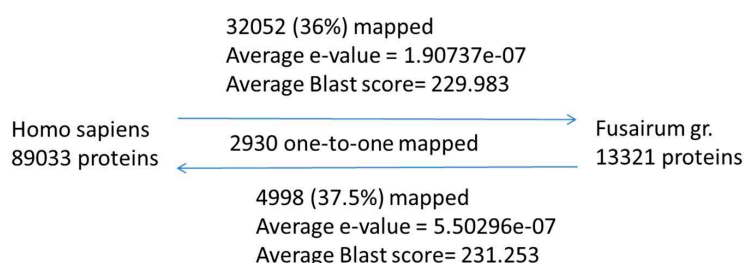 32052 (36%) mapped
Average e-value = 1.90737e-07
Average Blast score= 229.983
Homo sapiens
89033 proteins
2930 one-to-one mapped
Fusairum gr.
13321 proteins
4998 (37.5%) mapped
Average e-value = 5.50296e-07
Average Blast score= 231.253